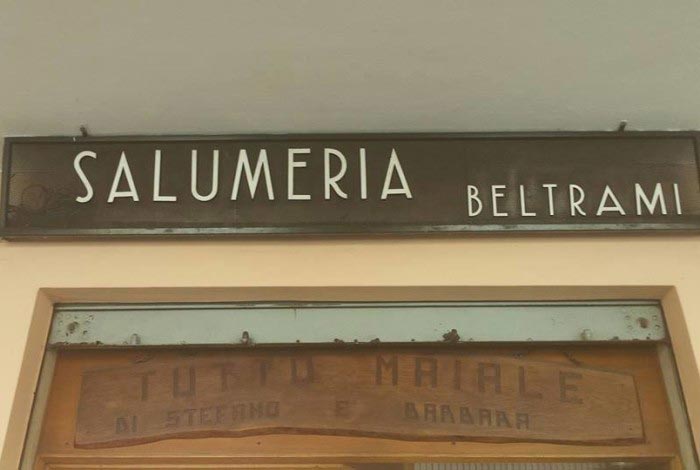 SALUMERIA BELTRAMI
TUTTO MAIALE
DI STEFANO E BARBARA